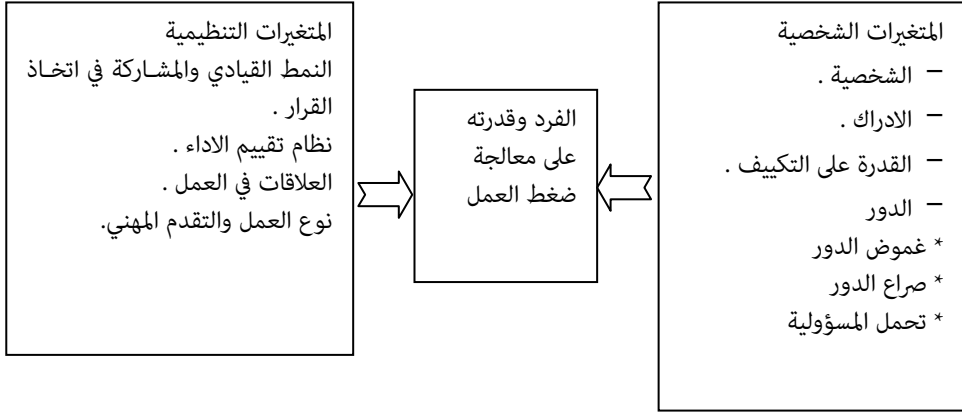 المتغيرات الشخصية
– الشخصية .
– الادراك .
– القدرة على التكييف .
– الدور
* غموض الدور
* صراع الدور
* تحمل المسؤولية
الفرد وقدرته
على معالجة
ضغط العمل
المتغيرات التنظيمية
النمط القيادي والمشاركة في اتخاذ
القرار .
نظام تقييم الاداء .
العلاقات في العمل .
نوع العمل والتقدم المهني.